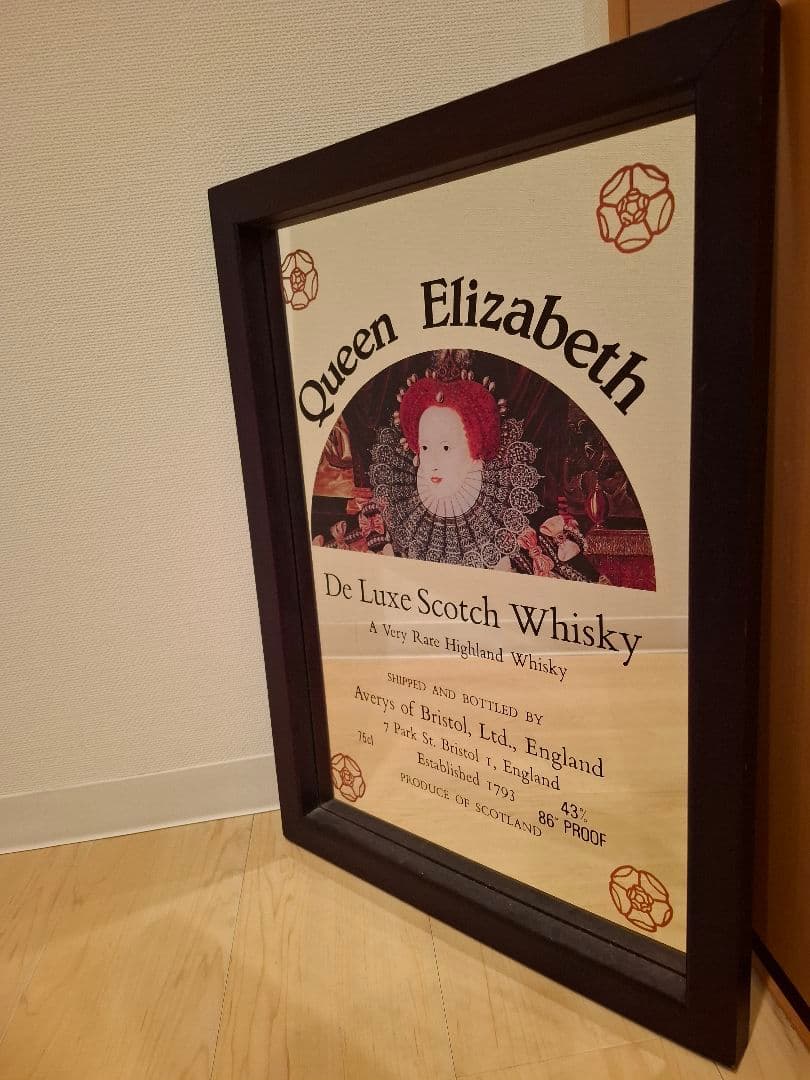 Queen Elizabeth
De Luxe Scotch Whisky
A Very Rare Highland Whisky
SHIPPED AND BOTTLED BY
Averys of Bristol, Ltd., England
7 Park St. Bristol 1, England
75cl
Established 1793
PRODUCE OF SCOTLAND
43%
86° PROOF